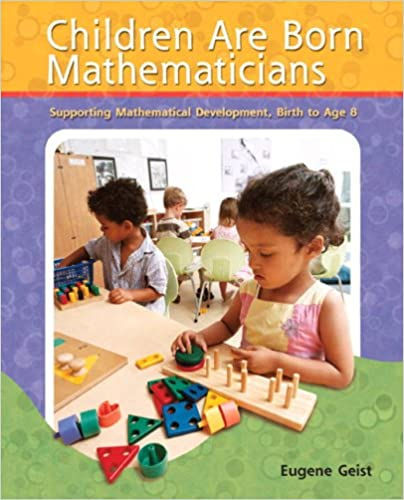 Children Are Born
Mathematicians
Supporting Mathematical Development, Birth to Age 8
Eugene Geist